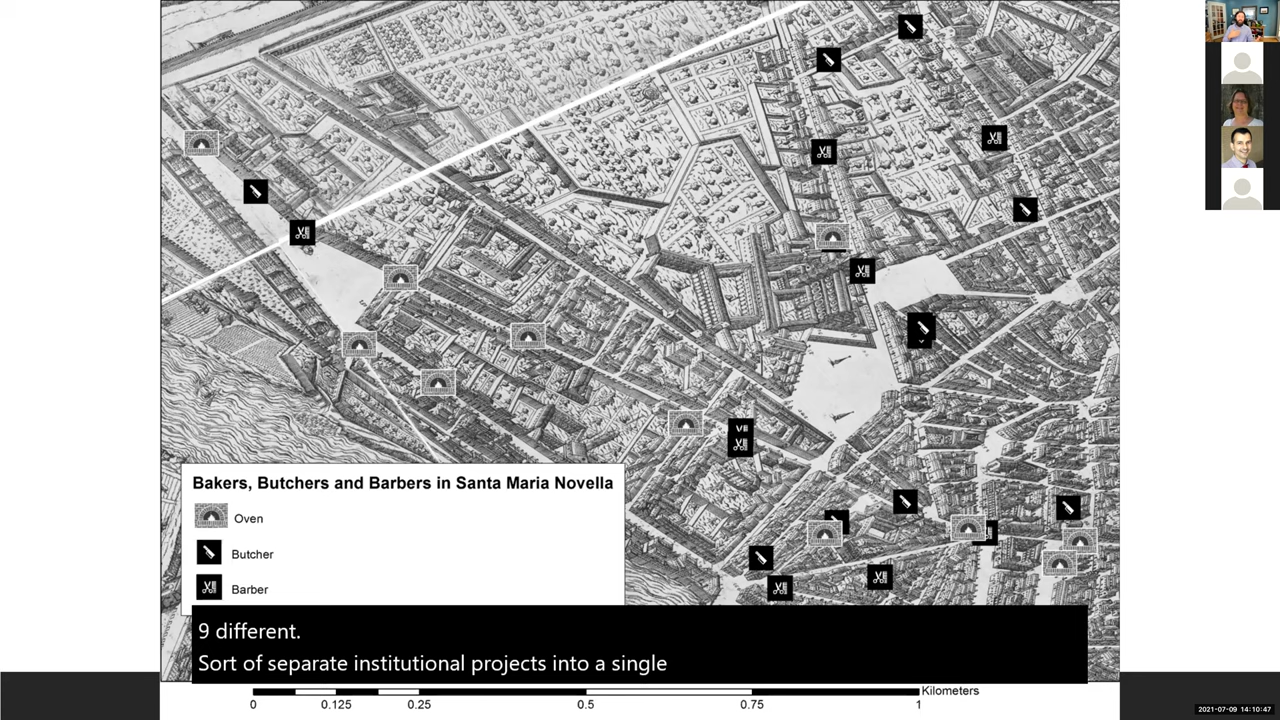 Bakers, Butchers and Barbers in Santa Maria Novella
Oven
Butcher
Barber
9 different.
Sort of separate institutional projects into a single
Kilometers
0 0.125 0.25 0.5 0.75 1
2021-07-09 14:10:47